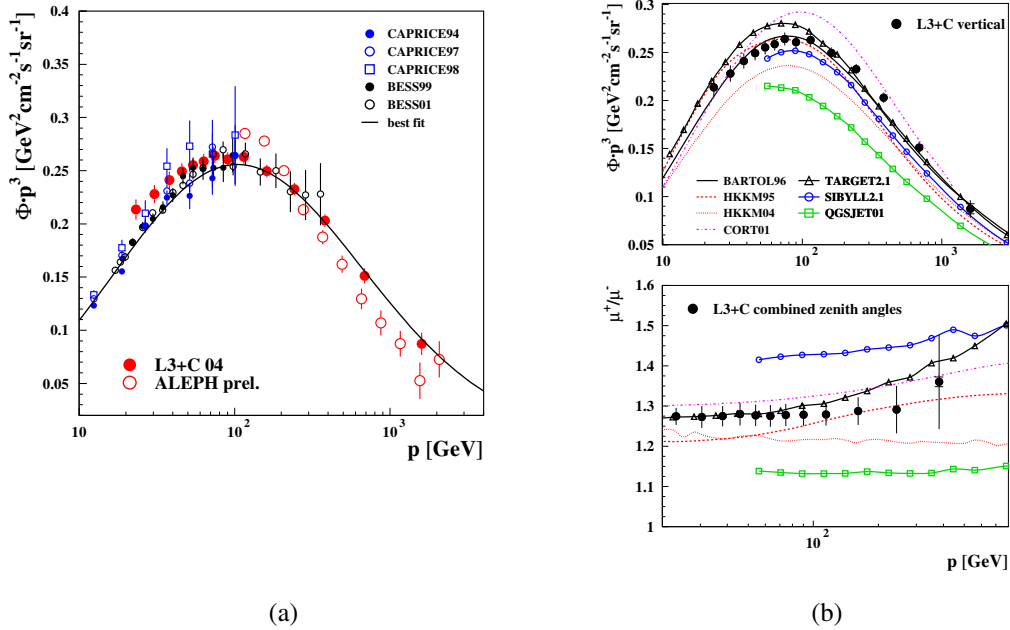 Φ·p³ [GeV²cm⁻²s⁻¹sr⁻¹]
0.4
0.35
0.3
0.25
0.2
0.15
0.1
0.05
CAPRICE94
CAPRICE97
CAPRICE98
BESS99
BESS01
best fit
L3+C 04
ALEPH prel.
10
10²
10³
p [GeV]
(a)
Φ·p³ [GeV²cm⁻²s⁻¹sr⁻¹]
0.3
0.25
0.2
0.15
0.1
0.05
L3+C vertical
BARTOL96
HKKM95
HKKM04
CORT01
TARGET2.1
SIBYLL2.1
QGSJET01
10
10²
10³
μ⁺/μ⁻
1.6
1.5
1.4
1.3
1.2
1.1
1
L3+C combined zenith angles
10²
p [GeV]
(b)